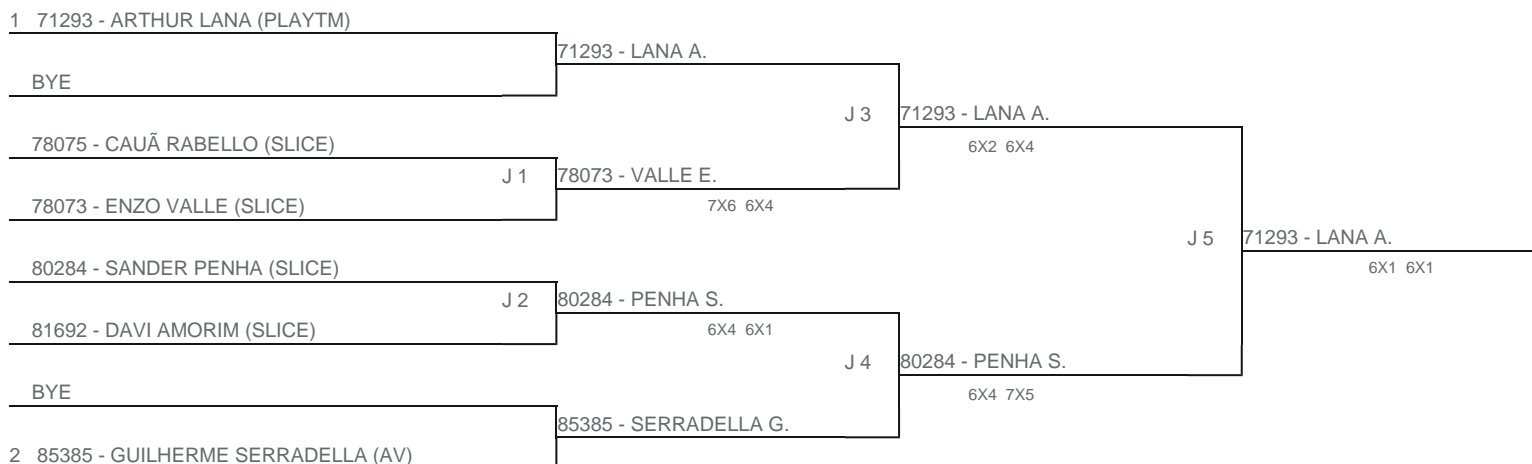 1 71293 - ARTHUR LANA (PLAYTM)
71293 - LANA A.
BYE
J 3 71293 - LANA A.
78075 - CAUÃ RABELLO (SLICE)
6X2 6X4
J 1 78073 - VALLE E.
78073 - ENZO VALLE (SLICE)
7X6 6X4
J 5 71293 - LANA A.
80284 - SANDER PENHA (SLICE)
6X1 6X1
J 2 80284 - PENHA S.
81692 - DAVI AMORIM (SLICE)
6X4 6X1
J 4 80284 - PENHA S.
BYE
6X4 7X5
85385 - SERRADELLA G.
2 85385 - GUILHERME SERRADELLA (AV)